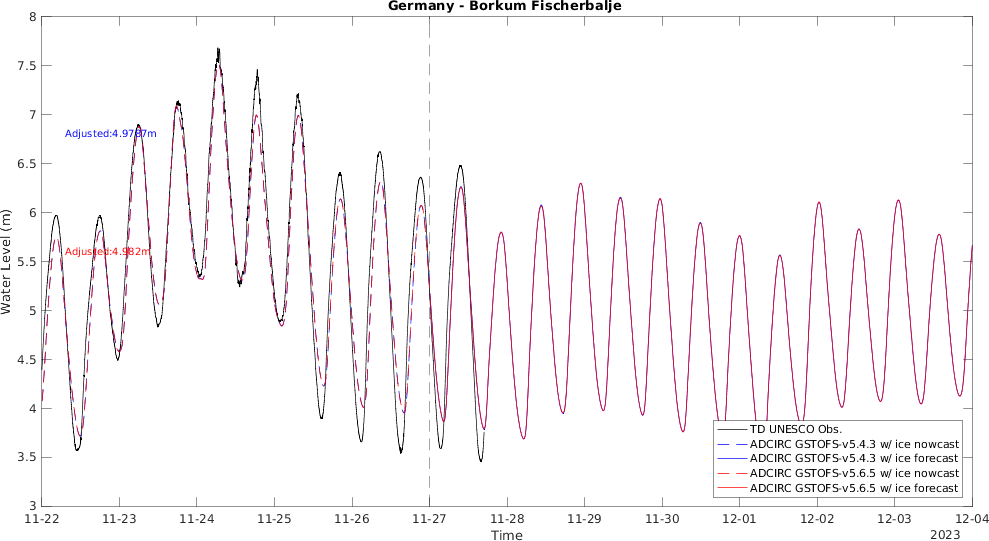 Germany - Borkum Fischerbalje
8
7.5
7
6.5
6
5.5
5
4.5
4
3.5
3
Water Level (m)
Adjusted:4.9767m
Adjusted:4.982m
TD UNESCO Obs.
ADCIRC GSTOFS-v5.4.3 w/ ice nowcast
ADCIRC GSTOFS-v5.4.3 w/ ice forecast
ADCIRC GSTOFS-v5.6.5 w/ ice nowcast
ADCIRC GSTOFS-v5.6.5 w/ ice forecast
11-22 11-23 11-24 11-25 11-26 11-27 11-28 11-29 11-30 12-01 12-02 12-03 12-04
Time
2023